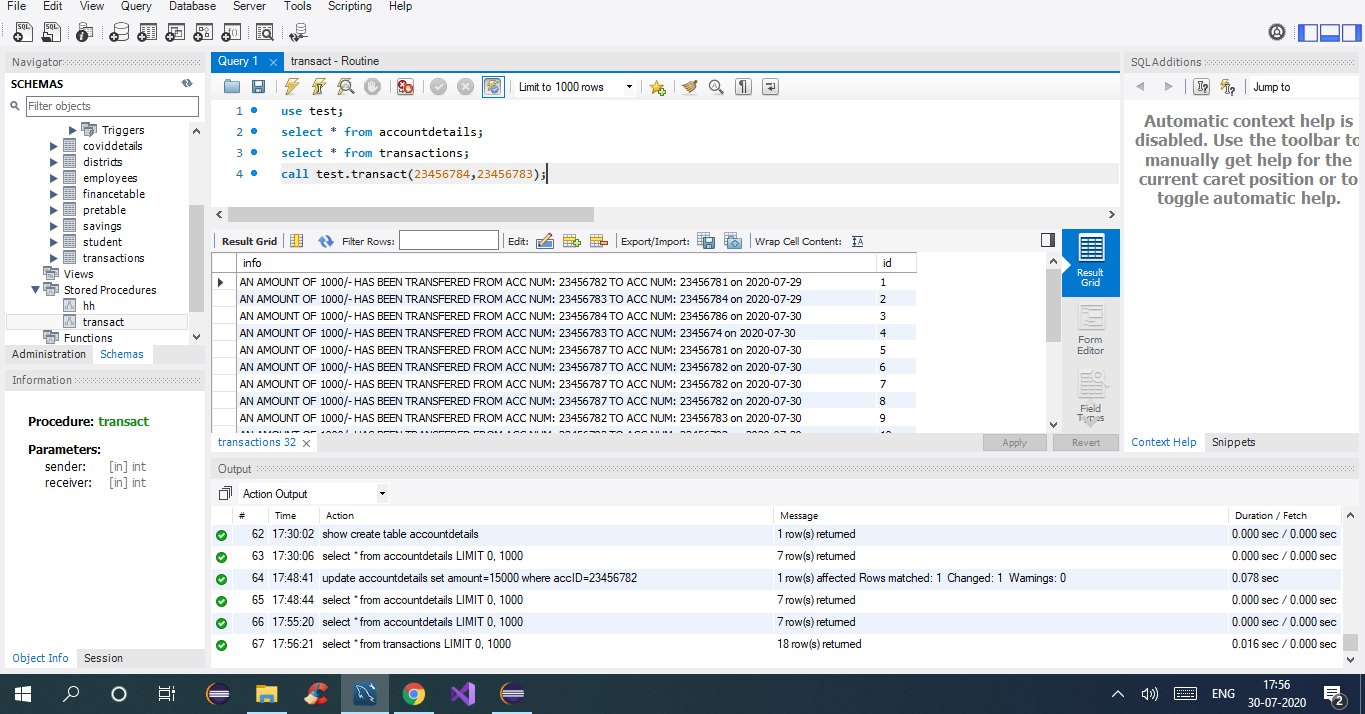 File Edit View Query Database Server Tools Scripting Help
Navigator
SCHEMAS
Filter objects
Triggers
coviddetails
districts
employees
financetable
pretable
savings
student
transactions
Views
Stored Procedures
hh
transact
Functions
Administration Schemas
Information
Procedure: transact
Parameters:
sender: [in] int
receiver: [in] int
Object Info Session
Query 1 transact - Routine
Limit to 1000 rows
1 use test;
2 select * from accountdetails;
3 select * from transactions;
4 call test.transact(23456784,23456783);
Result Grid Filter Rows: Edit: Export/Import: Wrap Cell Content:
info id
AN AMOUNT OF 1000/- HAS BEEN TRANSFERED FROM ACC NUM: 23456782 TO ACC NUM: 23456781 on 2020-07-29 1
AN AMOUNT OF 1000/- HAS BEEN TRANSFERED FROM ACC NUM: 23456783 TO ACC NUM: 23456784 on 2020-07-29 2
AN AMOUNT OF 1000/- HAS BEEN TRANSFERED FROM ACC NUM: 23456784 TO ACC NUM: 23456786 on 2020-07-30 3
AN AMOUNT OF 1000/- HAS BEEN TRANSFERED FROM ACC NUM: 23456783 TO ACC NUM: 2345674 on 2020-07-30 4
AN AMOUNT OF 1000/- HAS BEEN TRANSFERED FROM ACC NUM: 23456787 TO ACC NUM: 23456781 on 2020-07-30 5
AN AMOUNT OF 1000/- HAS BEEN TRANSFERED FROM ACC NUM: 23456787 TO ACC NUM: 23456782 on 2020-07-30 6
AN AMOUNT OF 1000/- HAS BEEN TRANSFERED FROM ACC NUM: 23456787 TO ACC NUM: 23456782 on 2020-07-30 7
AN AMOUNT OF 1000/- HAS BEEN TRANSFERED FROM ACC NUM: 23456787 TO ACC NUM: 23456782 on 2020-07-30 8
AN AMOUNT OF 1000/- HAS BEEN TRANSFERED FROM ACC NUM: 23456782 TO ACC NUM: 23456783 on 2020-07-30 9
Result
Grid
Form
Editor
Field
Types
transactions 32 Apply Revert
SQLAdditions
Jump to
Automatic context help is
disabled. Use the toolbar to
manually get help for the
current caret position or to
toggle automatic help.
Context Help Snippets
Output
Action Output
# Time Action Message Duration / Fetch
62 17:30:02 show create table accountdetails 1 row(s) returned 0.000 sec / 0.000 sec
63 17:30:06 select * from accountdetails LIMIT 0, 1000 7 row(s) returned 0.000 sec / 0.000 sec
64 17:48:41 update accountdetails set amount=15000 where accID=23456782 1 row(s) affected Rows matched: 1 Changed: 1 Warnings: 0 0.078 sec
65 17:48:44 select * from accountdetails LIMIT 0, 1000 7 row(s) returned 0.000 sec / 0.000 sec
66 17:55:20 select * from accountdetails LIMIT 0, 1000 7 row(s) returned 0.000 sec / 0.000 sec
67 17:56:21 select * from transactions LIMIT 0, 1000 18 row(s) returned 0.016 sec / 0.000 sec
ENG
17:56
30-07-2020
2